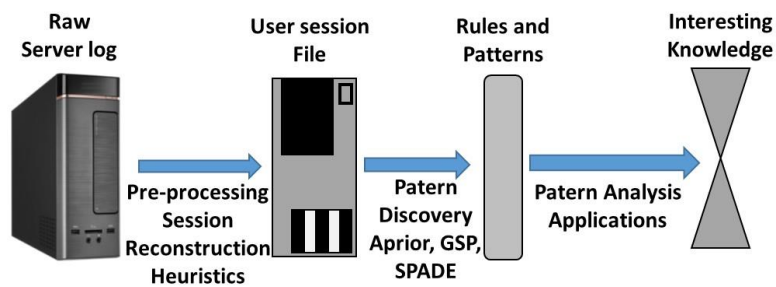 Raw
Server log
User session
File
Rules and
Patterns
Interesting
Knowledge
Pre-processing
Session
Reconstruction
Heuristics
Patern
Discovery
Aprior, GSP,
SPADE
Patern Analysis
Applications